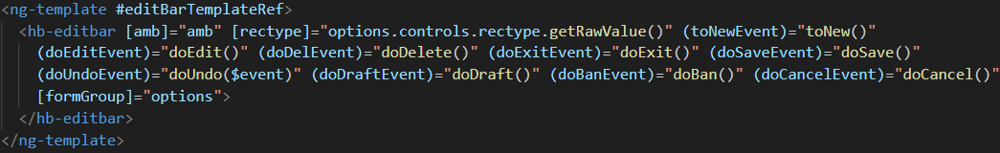 <ng-template #editBarTemplateRef>
<hb-editbar [amb]="amb" [rectype]="options.controls.rectype.getRawValue()" (toNewEvent)="toNew()"
(doEditEvent)="doEdit()" (doDelEvent)="doDelete()" (doExitEvent)="doExit()" (doSaveEvent)="doSave()"
(doUndoEvent)="doUndo($event)" (doDraftEvent)="doDraft()" (doBanEvent)="doBan()" (doCancelEvent)="doCancel()"
[formGroup]="options">
</hb-editbar>
</ng-template>